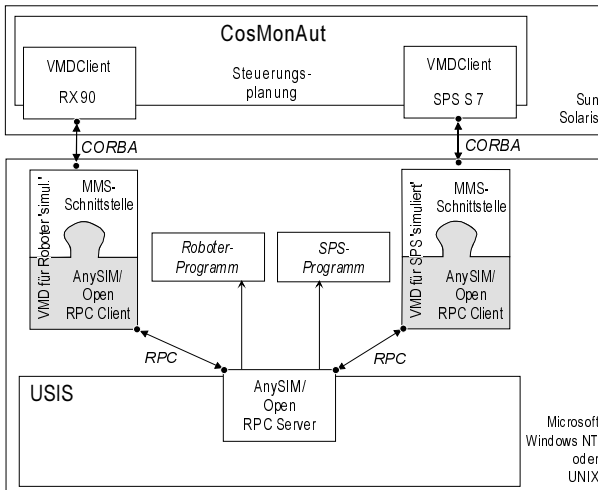 CosMonAut
VMDClient
RX 90
Steuerungs-
planung
VMDClient
SPS S 7
Sun
Solaris
CORBA
CORBA
VMD für Roboter 'simul.'
MMS-
Schnittstelle
AnySIM/
Open
RPC Client
Roboter-
Programm
SPS-
Programm
VMD für SPS 'simuliert'
MMS-
Schnittstelle
AnySIM/
Open
RPC Client
RPC
RPC
USIS
AnySIM/
Open
RPC Server
Microsoft
Windows NT
oder
UNIX